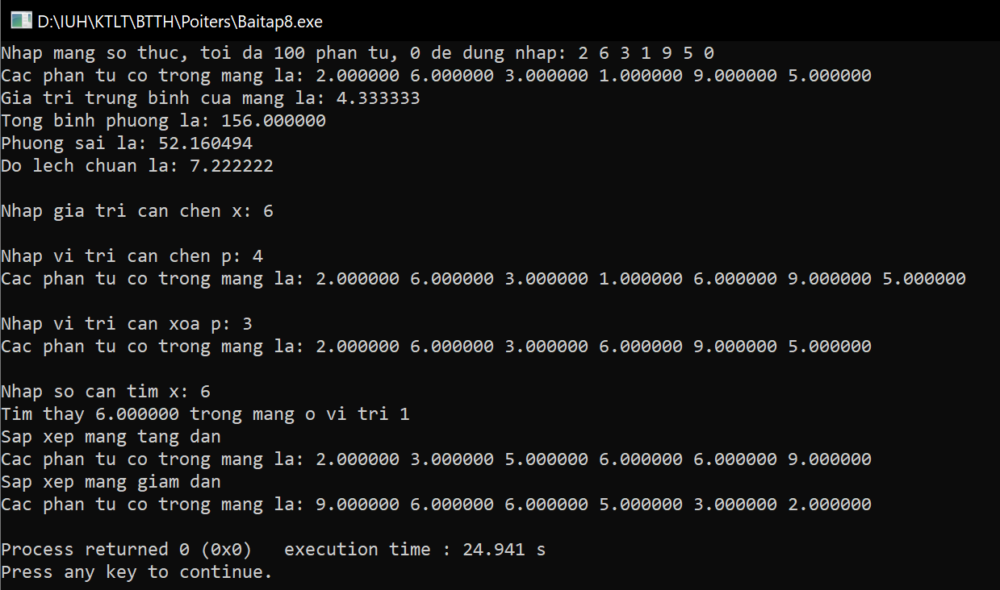 D:\IUH\KTLT\BTTH\Poiters\Baitap8.exe
Nhap mang so thuc, toi da 100 phan tu, 0 de dung nhap: 2 6 3 1 9 5 0
Cac phan tu co trong mang la: 2.000000 6.000000 3.000000 1.000000 9.000000 5.000000
Gia tri trung binh cua mang la: 4.333333
Tong binh phuong la: 156.000000
Phuong sai la: 52.160494
Do lech chuan la: 7.222222
Nhap gia tri can chen x: 6
Nhap vi tri can chen p: 4
Cac phan tu co trong mang la: 2.000000 6.000000 3.000000 1.000000 6.000000 9.000000 5.000000
Nhap vi tri can xoa p: 3
Cac phan tu co trong mang la: 2.000000 6.000000 3.000000 6.000000 9.000000 5.000000
Nhap so can tim x: 6
Tim thay 6.000000 trong mang o vi tri 1
Sap xep mang tang dan
Cac phan tu co trong mang la: 2.000000 3.000000 5.000000 6.000000 6.000000 9.000000
Sap xep mang giam dan
Cac phan tu co trong mang la: 9.000000 6.000000 6.000000 5.000000 3.000000 2.000000
Process returned 0 (0x0)   execution time : 24.941 s
Press any key to continue.